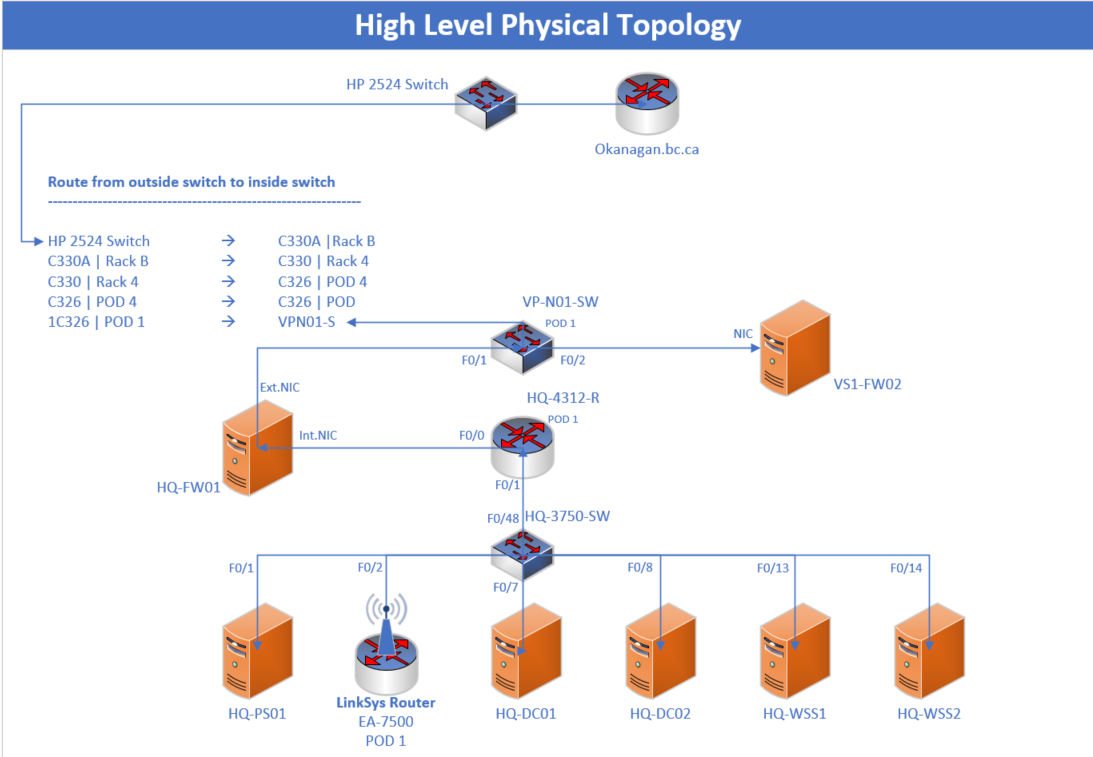 High Level Physical Topology
HP 2524 Switch
Okanagan.bc.ca
Route from outside switch to inside switch
---------------------------------------------------------------
HP 2524 Switch → C330A |Rack B
C330A | Rack B → C330 | Rack 4
C330 | Rack 4 → C326 | POD 4
C326 | POD 4 → C326 | POD
1C326 | POD 1 → VPN01-S
VP-N01-SW
POD 1
F0/1
F0/2
NIC
VS1-FW02
Ext.NIC
HQ-4312-R
POD 1
Int.NIC
F0/0
HQ-FW01
F0/1
F0/48
HQ-3750-SW
F0/1
F0/2
F0/7
F0/8
F0/13
F0/14
HQ-PS01
LinkSys Router
EA-7500
POD 1
HQ-DC01
HQ-DC02
HQ-WSS1
HQ-WSS2